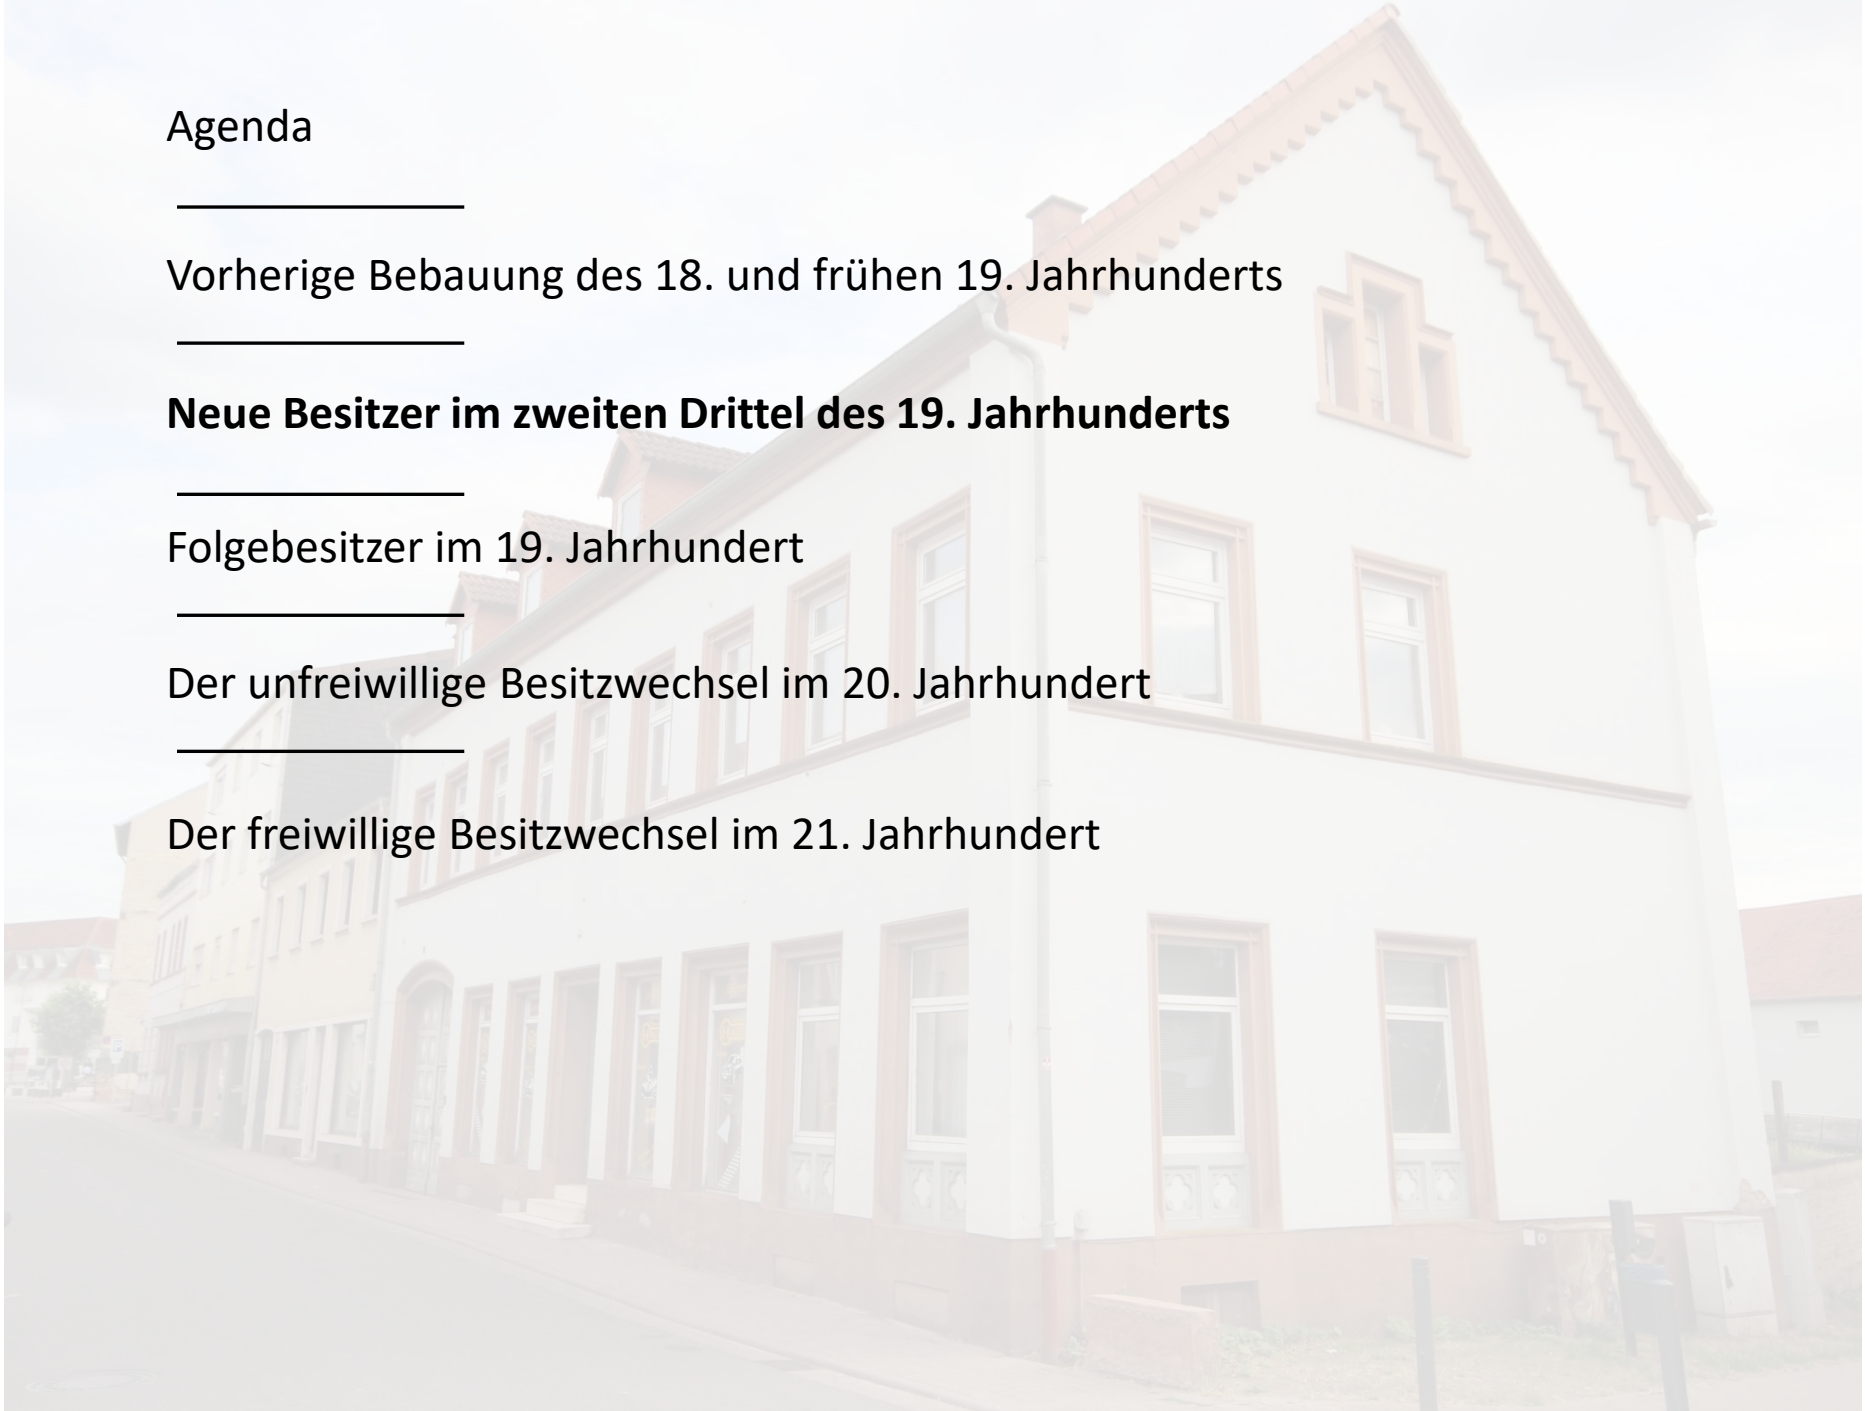 Agenda
Vorherige Bebauung des 18. und frühen 19. Jahrhunderts
Neue Besitzer im zweiten Drittel des 19. Jahrhunderts
Folgebesitzer im 19. Jahrhundert
Der unfreiwillige Besitzwechsel im 20. Jahrhundert
Der freiwillige Besitzwechsel im 21. Jahrhundert